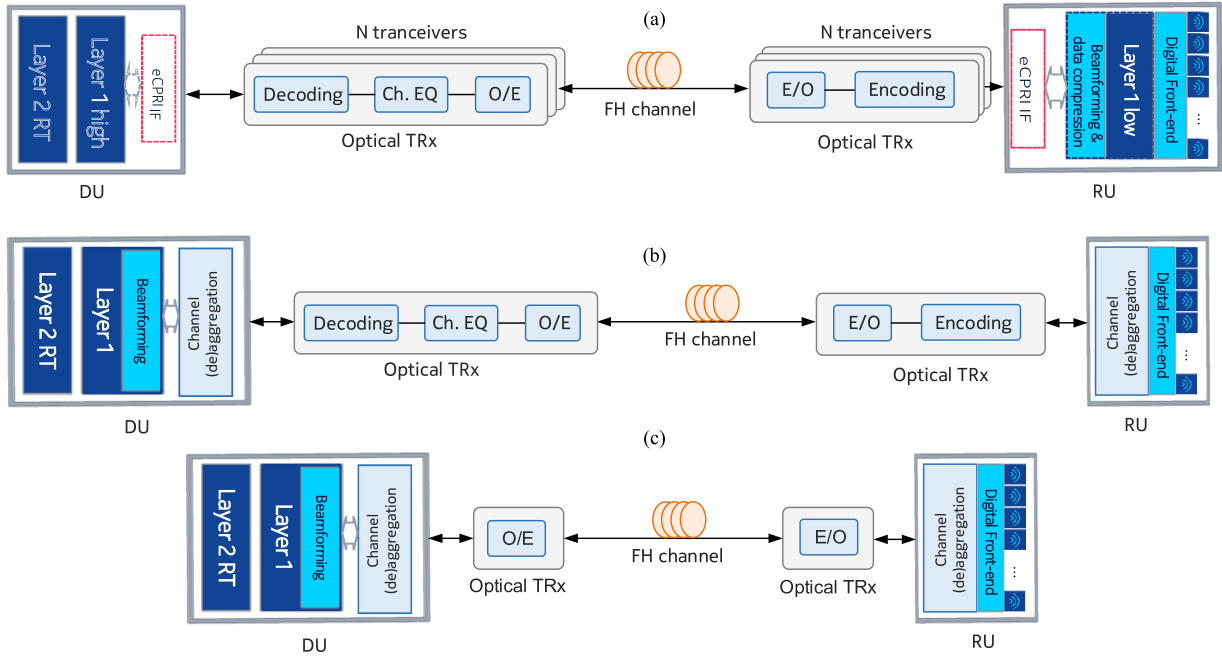 (a)
Layer 2 RT
Layer 1 high
eCPRI IF
DU
N tranceivers
Decoding
Ch. EQ
O/E
Optical TRx
FH channel
N tranceivers
E/O
Encoding
Optical TRx
eCPRI IF
Beamforming &
data compression
Layer 1 low
Digital Front-end
...
RU
(b)
Layer 2 RT
Layer 1
Beamforming
Channel
(de)aggregation
DU
Decoding
Ch. EQ
O/E
Optical TRx
FH channel
E/O
Encoding
Optical TRx
Channel
(de)aggregation
Digital Front-end
...
RU
(c)
Layer 2 RT
Layer 1
Beamforming
Channel
(de)aggregation
DU
O/E
Optical TRx
FH channel
E/O
Optical TRx
Channel
(de)aggregation
Digital Front-end
...
RU